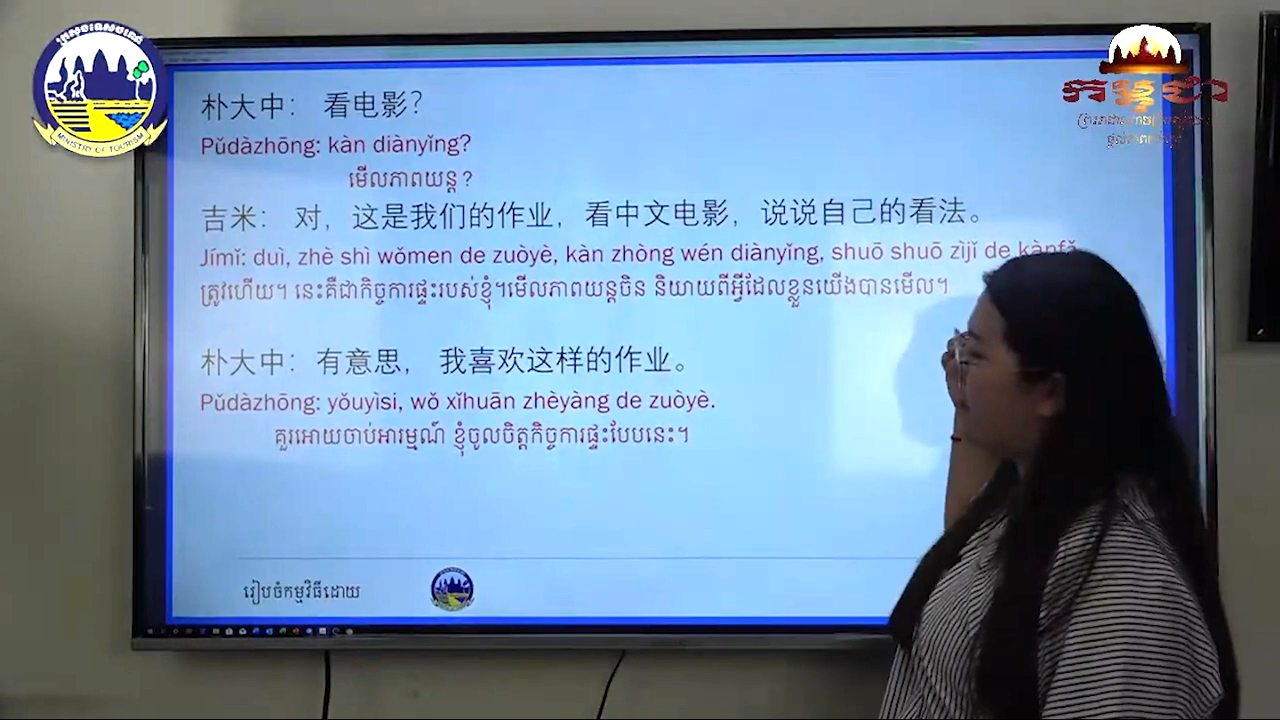 MINISTRY OF TOURISM
កម្ពុជា
朴大中： 看电影？
Pǔdàzhōng: kàn diànyǐng?
មើលភាពយន្ត ?
吉米： 对，这是我们的作业，看中文电影，说说自己的看法。
Jímǐ: duì, zhè shì wǒmen de zuòyè, kàn zhòng wén diànyǐng, shuō shuō zìjǐ de kànfǎ
ត្រូវហើយ។ នេះគឺជាកិច្ចការផ្ទះរបស់ខ្ញុំ។មើលភាពយន្តចិន និយាយពីអ្វីដែលខ្លួនយើងបានមើល។
朴大中： 有意思， 我喜欢这样的作业。
Pǔdàzhōng: yǒuyìsi, wǒ xǐhuān zhèyàng de zuòyè.
គួរអោយចាប់អារម្មណ៍ ខ្ញុំចូលចិត្តកិច្ចការផ្ទះបែបនេះ។
រៀបចំកម្មវិធីដោយ